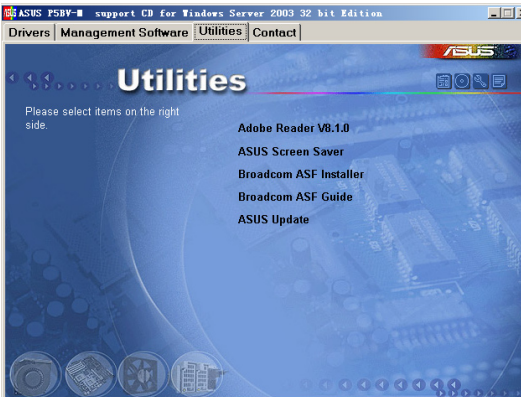 ASUS P5BV-M support CD for Windows Server 2003 32 bit Edition
Drivers Management Software Utilities Contact
ASUS
Utilities
Please select items on the right
side.
Adobe Reader V8.1.0
ASUS Screen Saver
Broadcom ASF Installer
Broadcom ASF Guide
ASUS Update